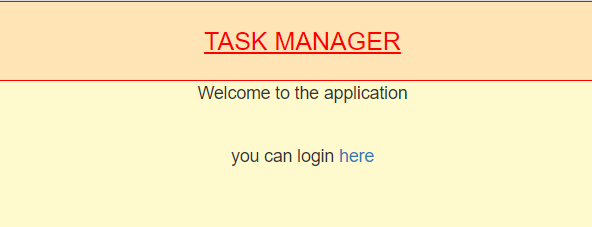 TASK MANAGER
Welcome to the application
you can login here